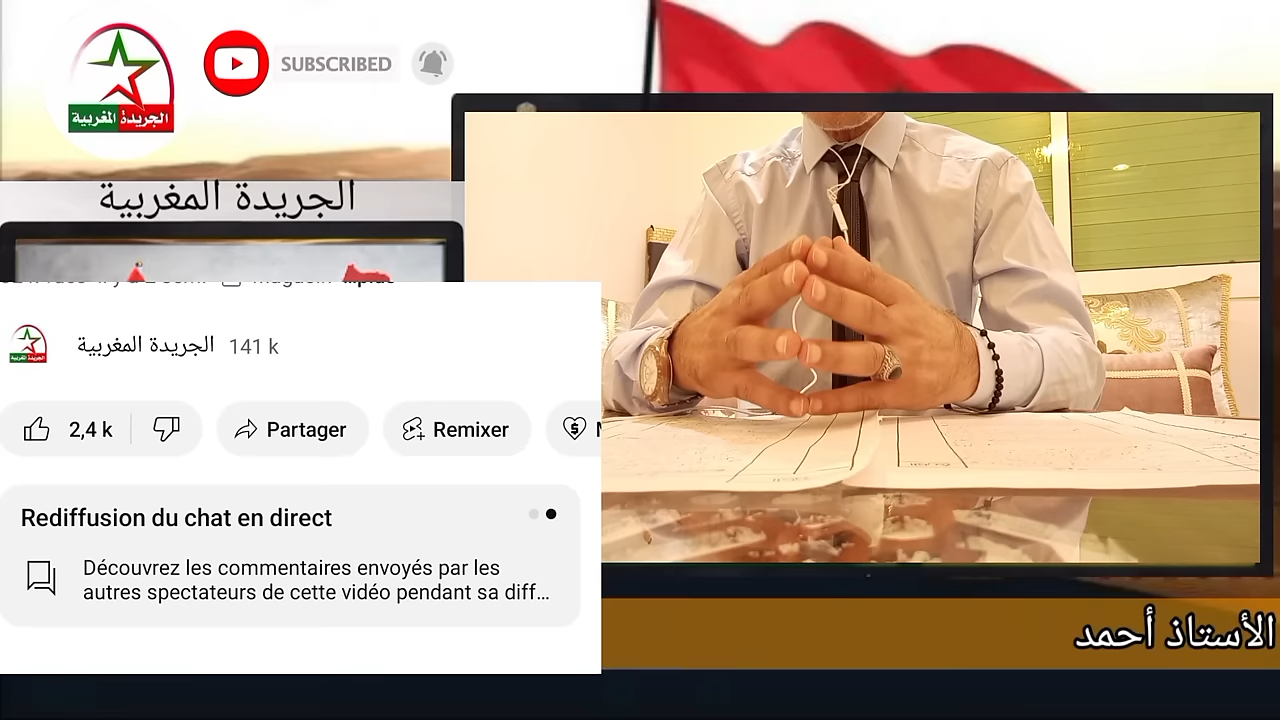 SUBSCRIBED
الجريدة المغربية
الجريدة المغربية
الجريدة المغربية 141 k
2,4 k
Partager
Remixer
Rediffusion du chat en direct
Découvrez les commentaires envoyés par les
autres spectateurs de cette vidéo pendant sa diff…
الأستاذ أحمد